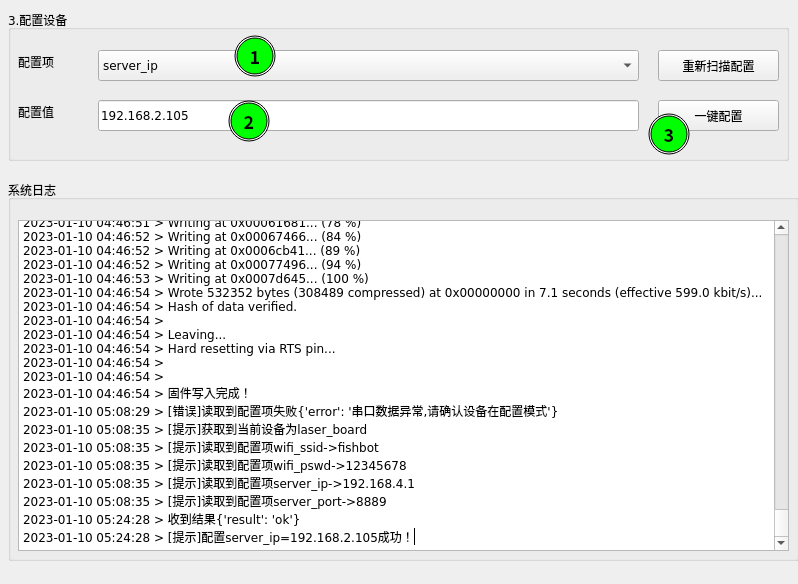 3.配置设备
配置项
server_ip
1
重新扫描配置
配置值
192.168.2.105
2
一键配置
3
系统日志
2023-01-10 04:46:51 > Writing at 0x00061681... (78 %)
2023-01-10 04:46:52 > Writing at 0x00067466... (84 %)
2023-01-10 04:46:52 > Writing at 0x0006cb41... (89 %)
2023-01-10 04:46:52 > Writing at 0x00077496... (94 %)
2023-01-10 04:46:53 > Writing at 0x0007d645... (100 %)
2023-01-10 04:46:54 > Wrote 532352 bytes (308489 compressed) at 0x00000000 in 7.1 seconds (effective 599.0 kbit/s)...
2023-01-10 04:46:54 > Hash of data verified.
2023-01-10 04:46:54 >
2023-01-10 04:46:54 > Leaving...
2023-01-10 04:46:54 > Hard resetting via RTS pin...
2023-01-10 04:46:54 >
2023-01-10 04:46:54 >
2023-01-10 04:46:54 > 固件写入完成！
2023-01-10 05:08:29 > [错误]读取到配置项失败{'error': '串口数据异常,请确认设备在配置模式'}
2023-01-10 05:08:35 > [提示]获取到当前设备为laser_board
2023-01-10 05:08:35 > [提示]读取到配置项wifi_ssid->fishbot
2023-01-10 05:08:35 > [提示]读取到配置项wifi_pswd->12345678
2023-01-10 05:08:35 > [提示]读取到配置项server_ip->192.168.4.1
2023-01-10 05:08:35 > [提示]读取到配置项server_port->8889
2023-01-10 05:24:28 > 收到结果{'result': 'ok'}
2023-01-10 05:24:28 > [提示]配置server_ip=192.168.2.105成功！